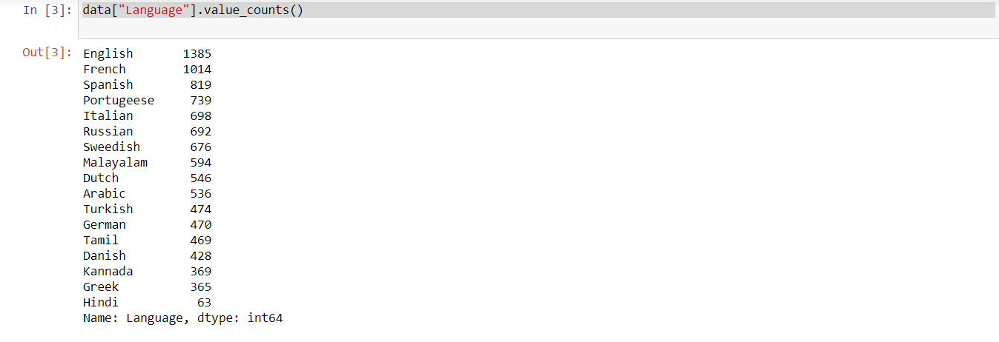 In [3]: data["Language"].value_counts()
Out[3]: English 1385
French 1014
Spanish 819
Portugeese 739
Italian 698
Russian 692
Sweedish 676
Malayalam 594
Dutch 546
Arabic 536
Turkish 474
German 470
Tamil 469
Danish 428
Kannada 369
Greek 365
Hindi 63
Name: Language, dtype: int64